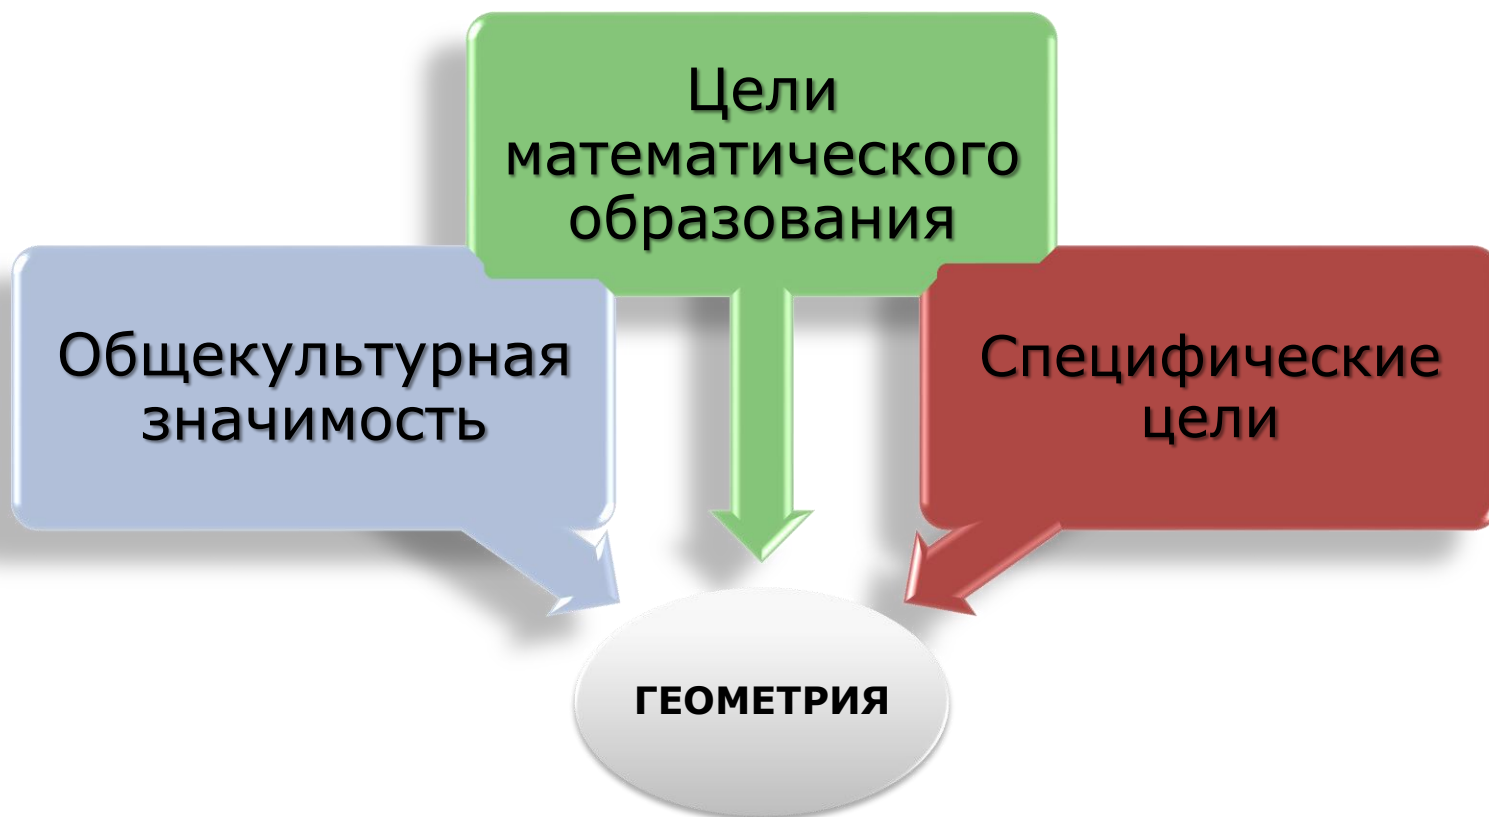 Цели
математического
образования
Общекультурная
значимость
Специфические
цели
ГЕОМЕТРИЯ